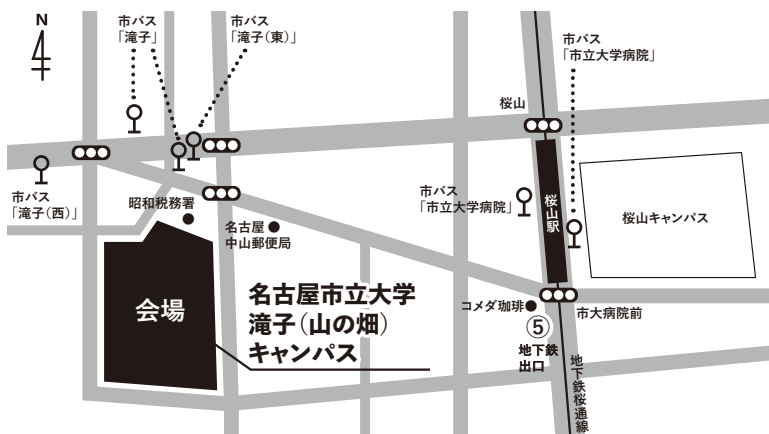 N
市バス
「滝子」
市バス
「滝子(東)」
市バス
「市立大学病院」
桜山
市バス
「滝子(西)」
昭和税務署
名古屋
中山郵便局
市バス
「市立大学病院」
桜山駅
桜山キャンパス
会場
名古屋市立大学
滝子(山の畑)
キャンパス
コメダ珈琲
市大病院前
⑤
地下鉄
出口
地下鉄桜通線